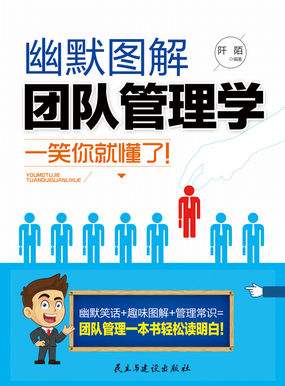 幽默图解
阡陌
◎编著
团队管理学
一笑你就懂了!
YOUMOTUJIE
TUANDUIGUANLIXUE
幽默笑话+趣味图解+管理常识=
团队管理一本书轻松读明白!
民主与建设出版社